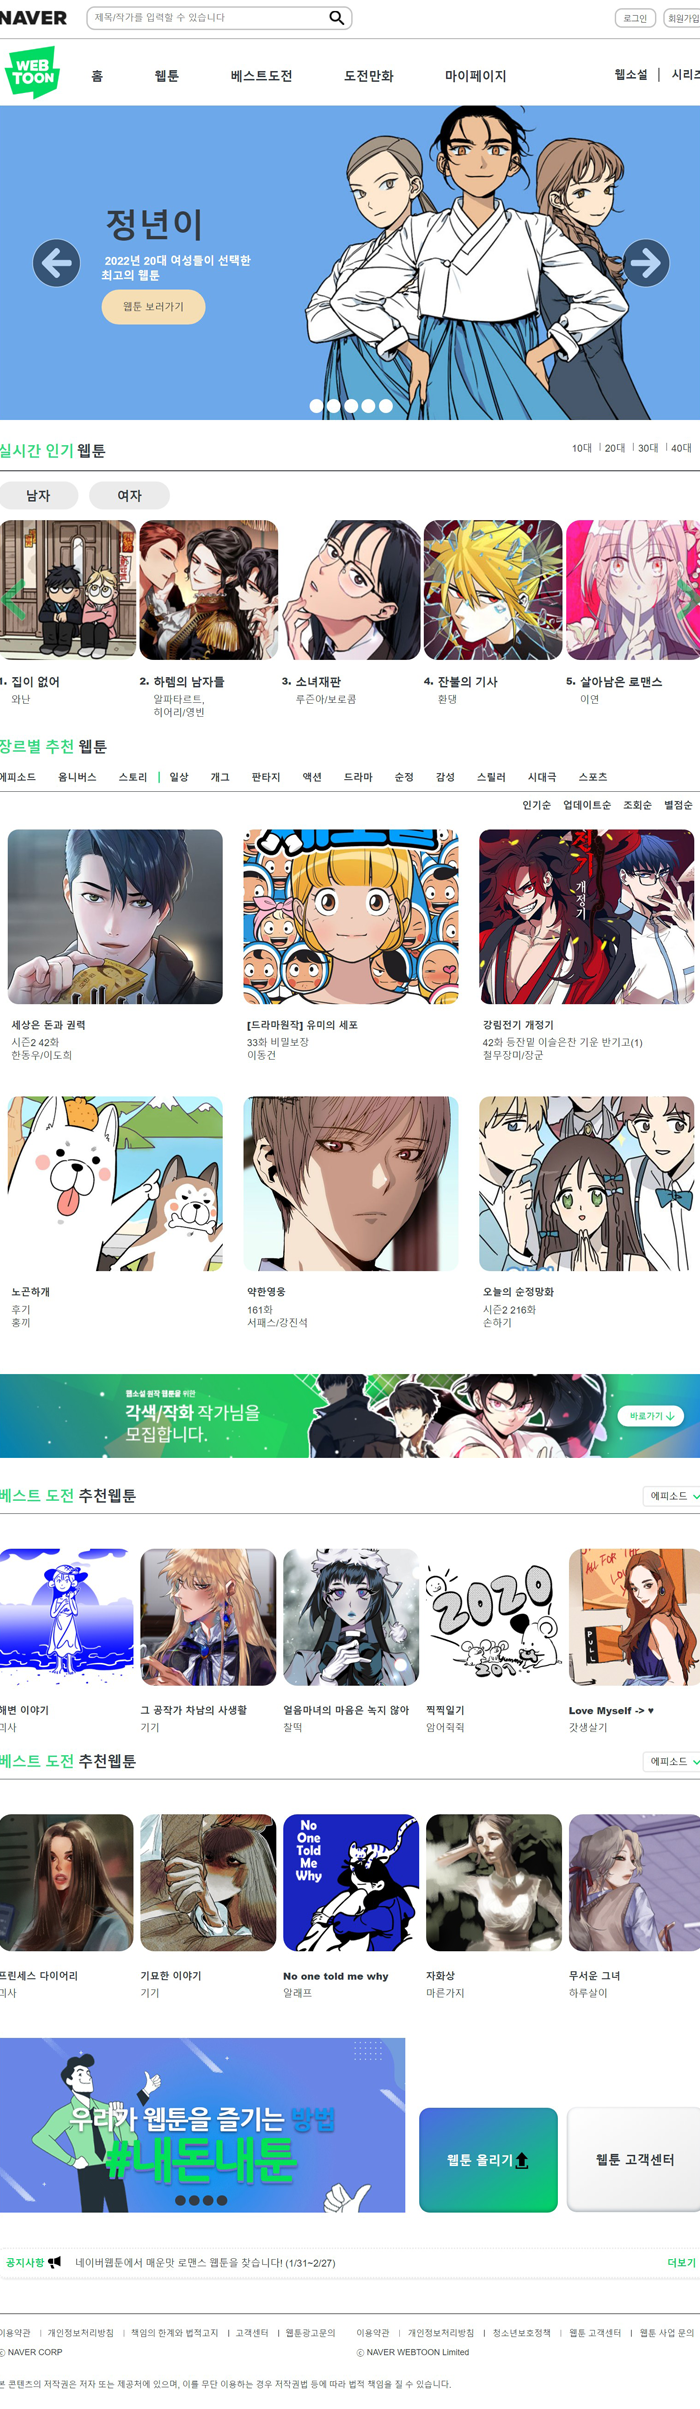 NAVER
제목/작가를 입력할 수 있습니다
로그인
회원가입
WEB
TOON
홈 웹툰 베스트도전 도전만화 마이페이지
웹소설 | 시리즈
정년이
2022년 20대 여성들이 선택한
최고의 웹툰
웹툰 보러가기
실시간 인기 웹툰
10대 | 20대 | 30대 | 40대
남자 여자
1. 집이 없어
와난
2. 하렘의 남자들
알파타르트,
히어리/영빈
3. 소녀재판
루즌아/보로콤
4. 잔불의 기사
환댕
5. 살아남은 로맨스
이연
장르별 추천 웹툰
에피소드 옴니버스 스토리 | 일상 개그 판타지 액션 드라마 순정 감성 스릴러 시대극 스포츠
인기순 업데이트순 조회순 별점순
개정기
세상은 돈과 권력
시즌2 42화
한동우/이도희
[드라마원작] 유미의 세포
33화 비밀보장
이동건
강림전기 개정기
42화 등잔밑 이슬은찬 기운 반기고(1)
철무장미/장군
노곤하개
후기
홍끼
약한영웅
161화
서패스/강진석
오늘의 순정망화
시즌2 216화
손하기
웹소설 원작 웹툰을 위한
각색/작화 작가님을
모집합니다.
바로가기
베스트 도전 추천웹툰
에피소드
2020
ALL FOR THE
PULL
해변 이야기
괴사
그 공작가 차남의 사생활
기기
얼음마녀의 마음은 녹지 않아
찰떡
찍찍일기
암어쥑쥑
Love Myself -> ♥
갓생살기
베스트 도전 추천웹툰
에피소드
No
One
Told
Me
Why
프린세스 다이어리
괴사
기묘한 이야기
기기
No one told me why
알래프
자화상
마른가지
무서운 그녀
하루살이
우리가 웹툰을 즐기는 방법
#내돈내툰
웹툰 올리기
웹툰 고객센터
공지사항 네이버웹툰에서 매운맛 로맨스 웹툰을 찾습니다! (1/31~2/27)
더보기
이용약관 | 개인정보처리방침 | 책임의 한계와 법적고지 | 고객센터 | 웹툰광고문의
ⓒ NAVER CORP
이용약관 | 개인정보처리방침 | 청소년보호정책 | 웹툰 고객센터 | 웹툰 사업 문의
ⓒ NAVER WEBTOON Limited
본 콘텐츠의 저작권은 저자 또는 제공처에 있으며, 이를 무단 이용하는 경우 저작권법 등에 따라 법적 책임을 질 수 있습니다.